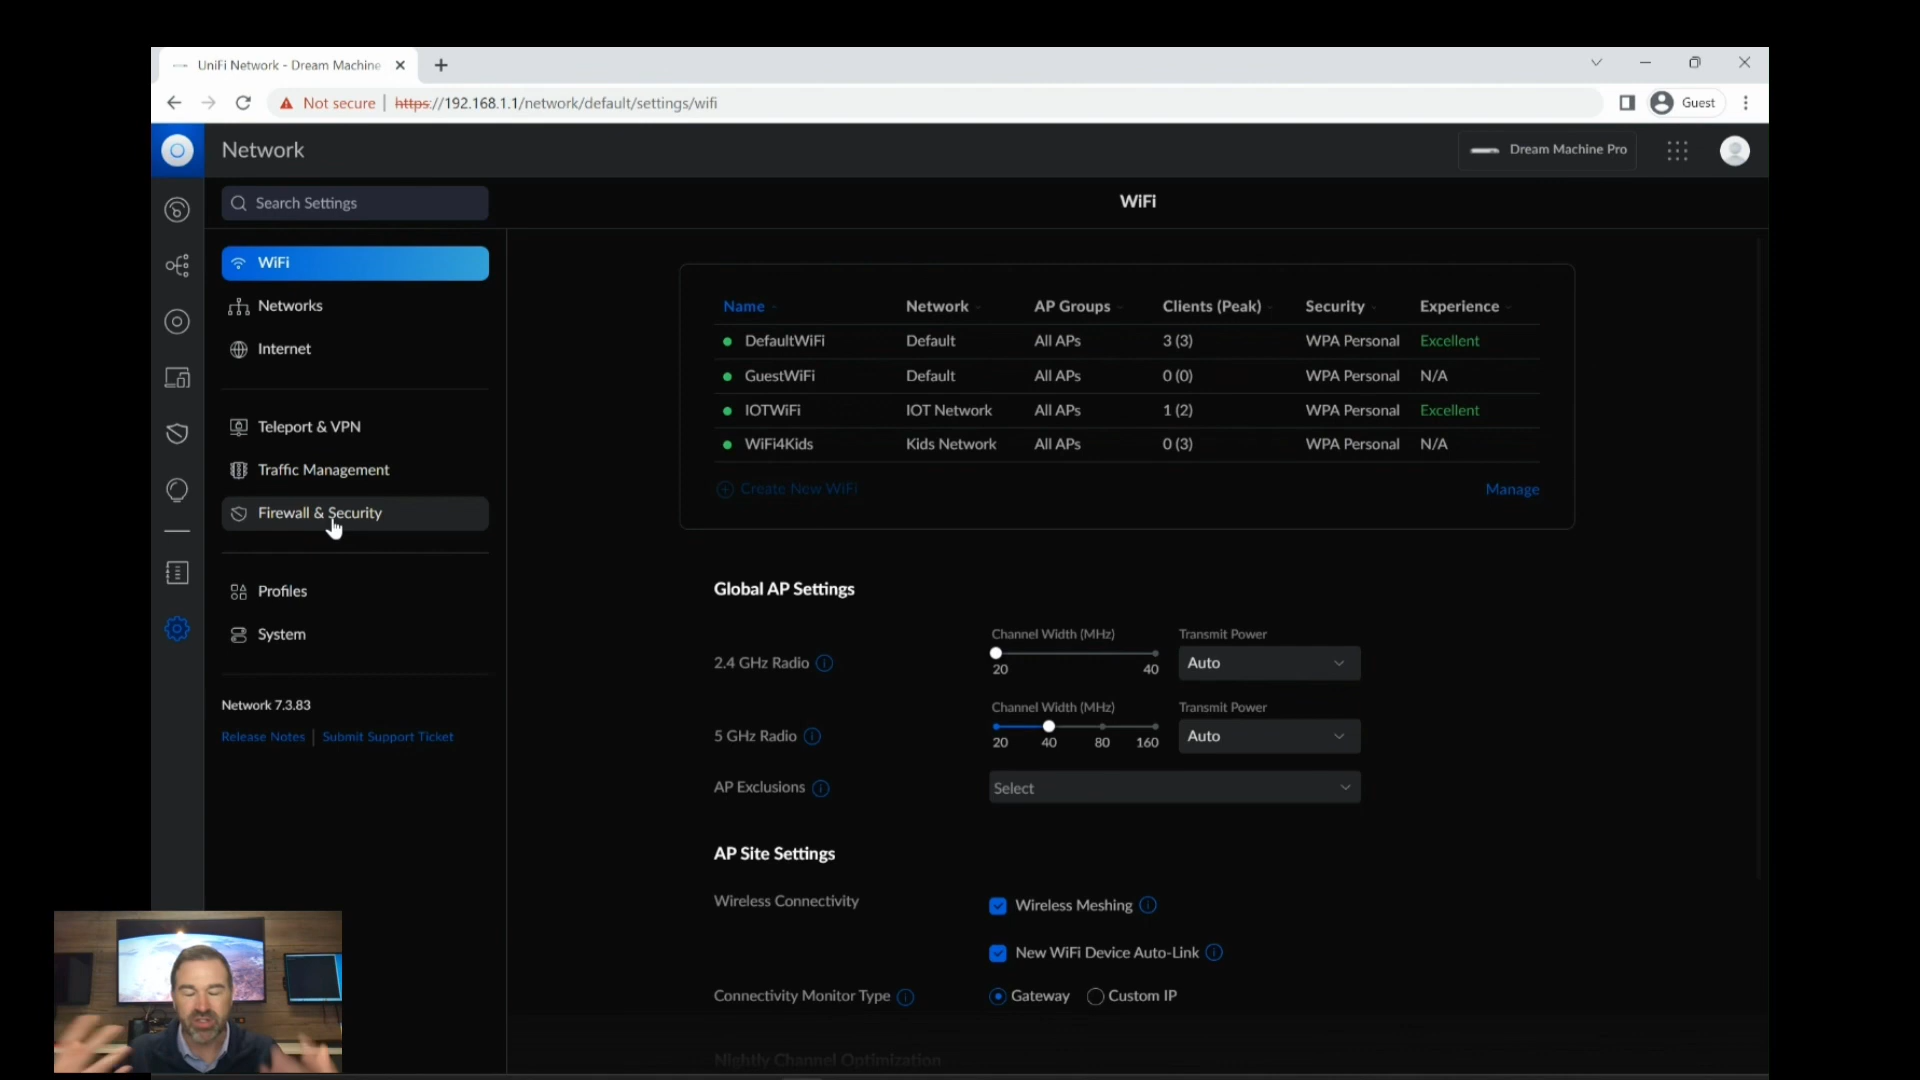 UniFi Network - Dream Machine
Not secure | https://192.168.1.1/network/default/settings/wifi
Guest
Network
Dream Machine Pro
Search Settings
WiFi
WiFi
Networks
Internet
Teleport & VPN
Traffic Management
Firewall & Security
Profiles
System
Network 7.3.83
Release Notes | Submit Support Ticket
Name Network AP Groups Clients (Peak) Security Experience
DefaultWiFi Default All APs 3 (3) WPA Personal Excellent
GuestWiFi Default All APs 0 (0) WPA Personal N/A
IOTWiFi IOT Network All APs 1 (2) WPA Personal Excellent
WiFi4Kids Kids Network All APs 0 (3) WPA Personal N/A
Create New WiFi Manage
Global AP Settings
Channel Width (MHz) Transmit Power
2.4 GHz Radio Auto
20 40
Channel Width (MHz) Transmit Power
5 GHz Radio Auto
20 40 80 160
AP Exclusions Select
AP Site Settings
Wireless Connectivity Wireless Meshing
New WiFi Device Auto-Link
Connectivity Monitor Type Gateway Custom IP
Nightly Channel Optimization